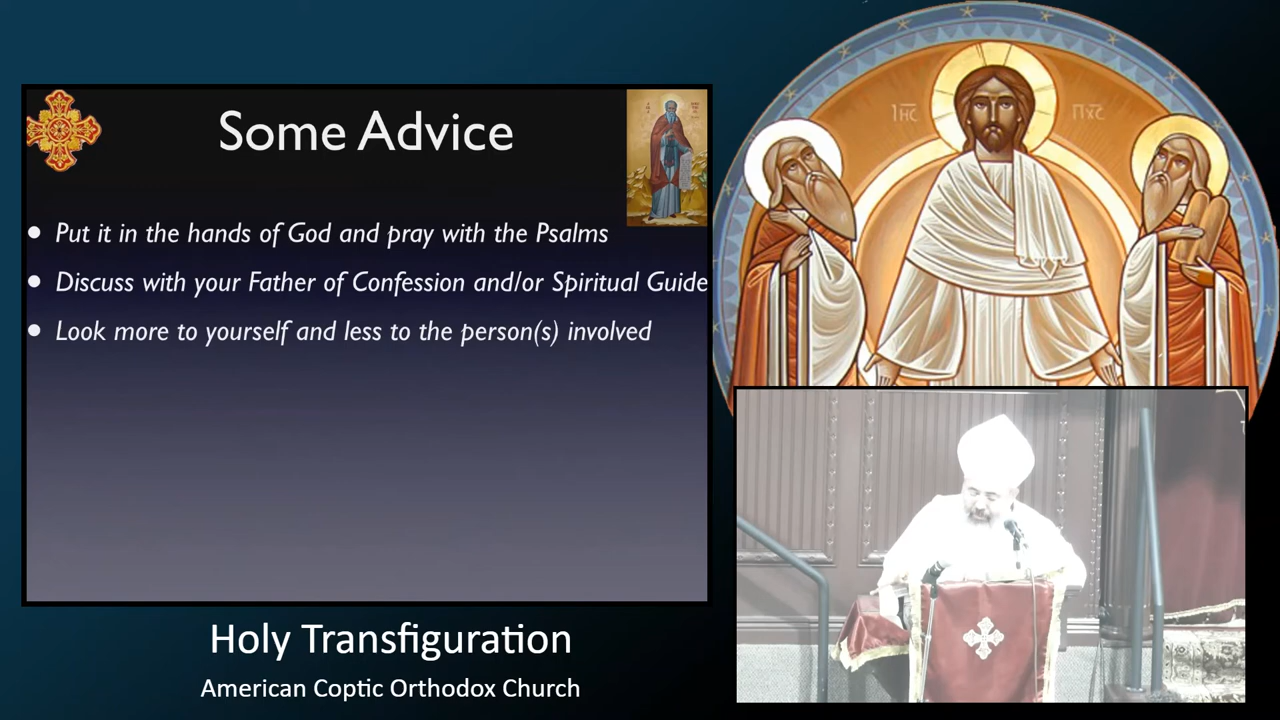 Some Advice
Put it in the hands of God and pray with the Psalms
Discuss with your Father of Confession and/or Spiritual Guide
Look more to yourself and less to the person(s) involved
Holy Transfiguration
American Coptic Orthodox Church